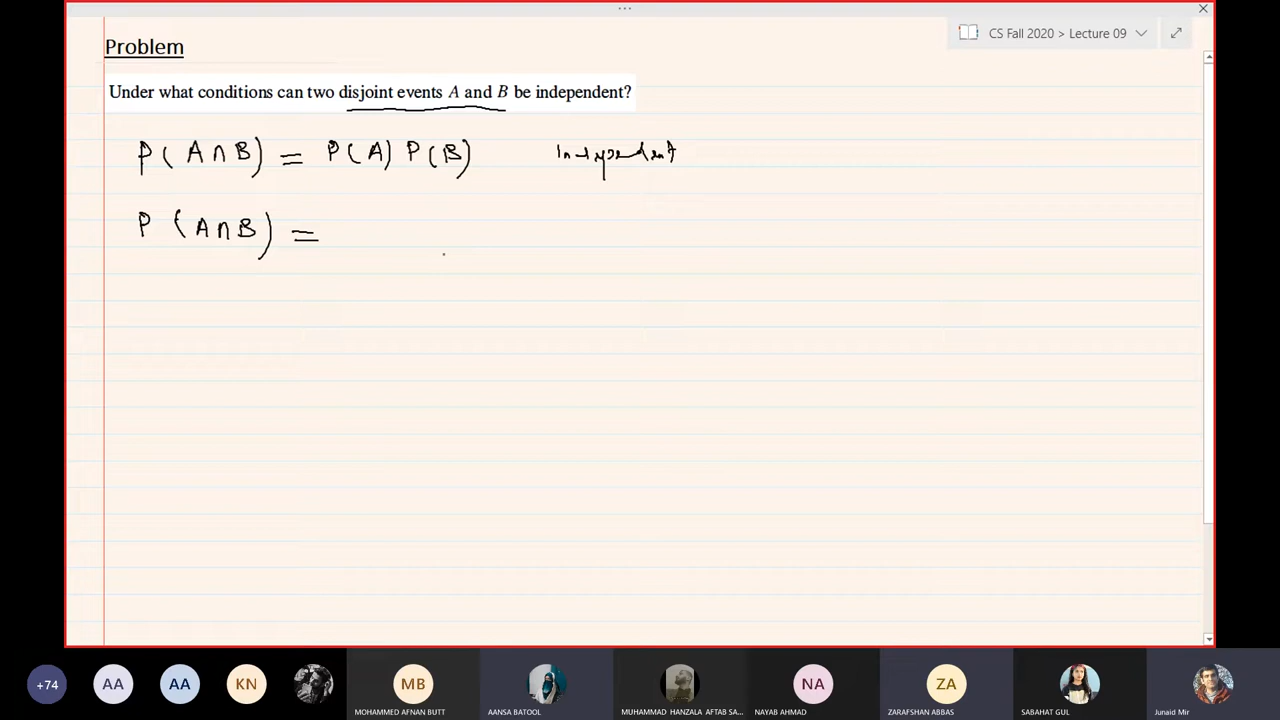 Problem
CS Fall 2020 > Lecture 09
Under what conditions can two disjoint events A and B be independent?
P(A∩B) = P(A) P(B) Independent
P (A∩B) =
+74
AA
AA
KN
MB
NA
ZA
MOHAMMED AFNAN BUTT
AANSA BATOOL
MUHAMMAD HANZALA AFTAB SA...
NAYAB AHMAD
ZARAFSHAN ABBAS
SABAHAT GUL
Junaid Mir